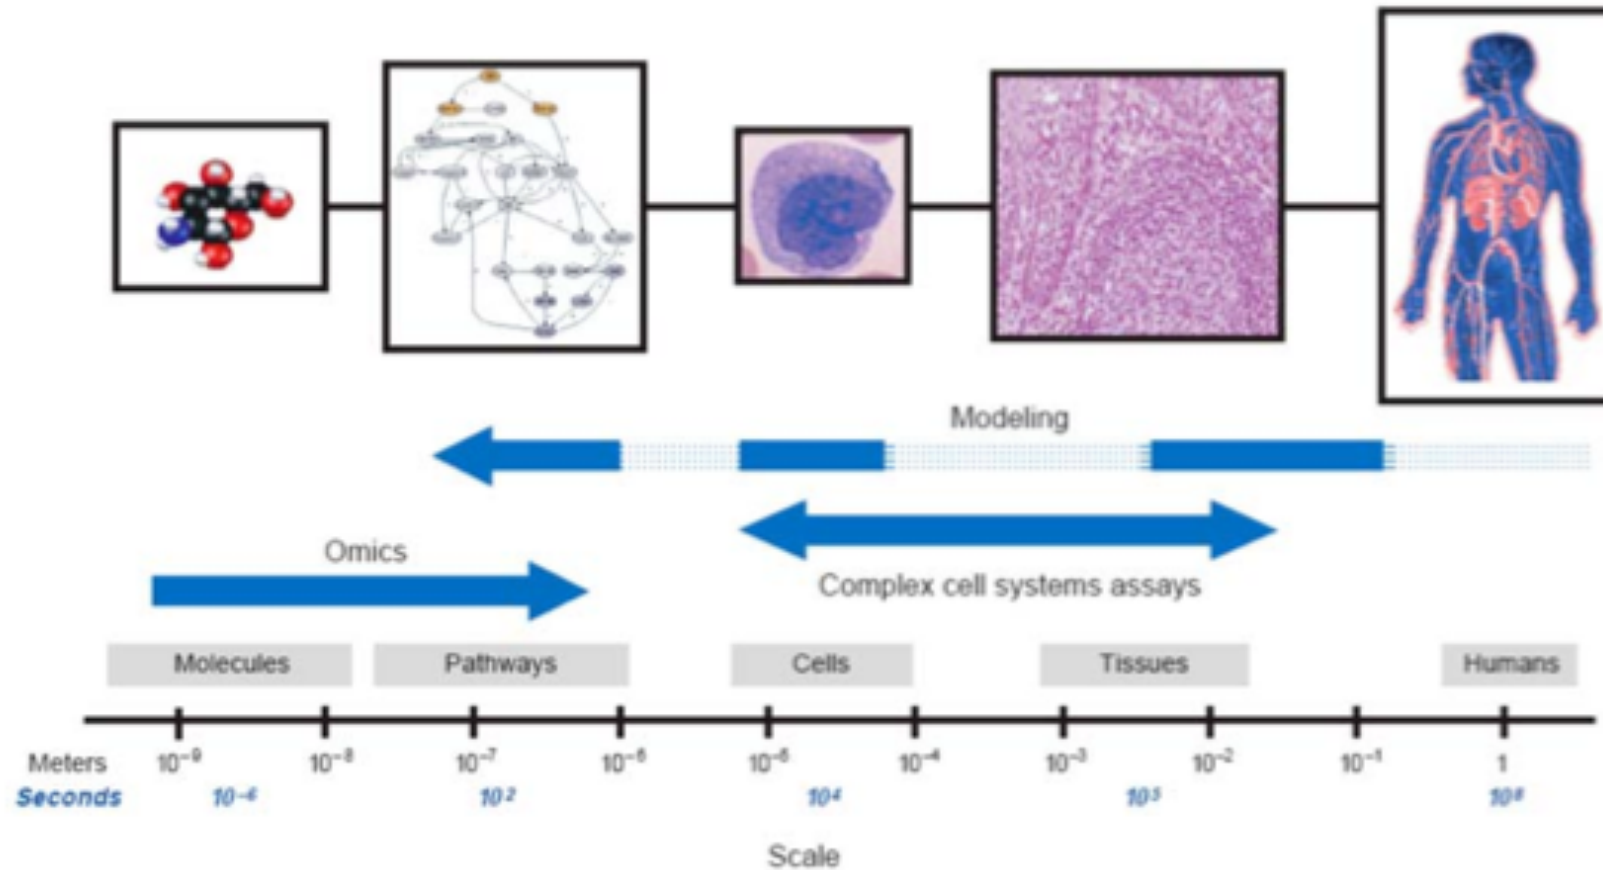 Modeling
Omics
Complex cell systems assays
Molecules Pathways Cells Tissues Humans
Meters 10⁻⁹ 10⁻⁸ 10⁻⁷ 10⁻⁶ 10⁻⁵ 10⁻⁴ 10⁻³ 10⁻² 10⁻¹ 1
Seconds 10⁻⁶ 10² 10⁴ 10⁵ 10⁸
Scale